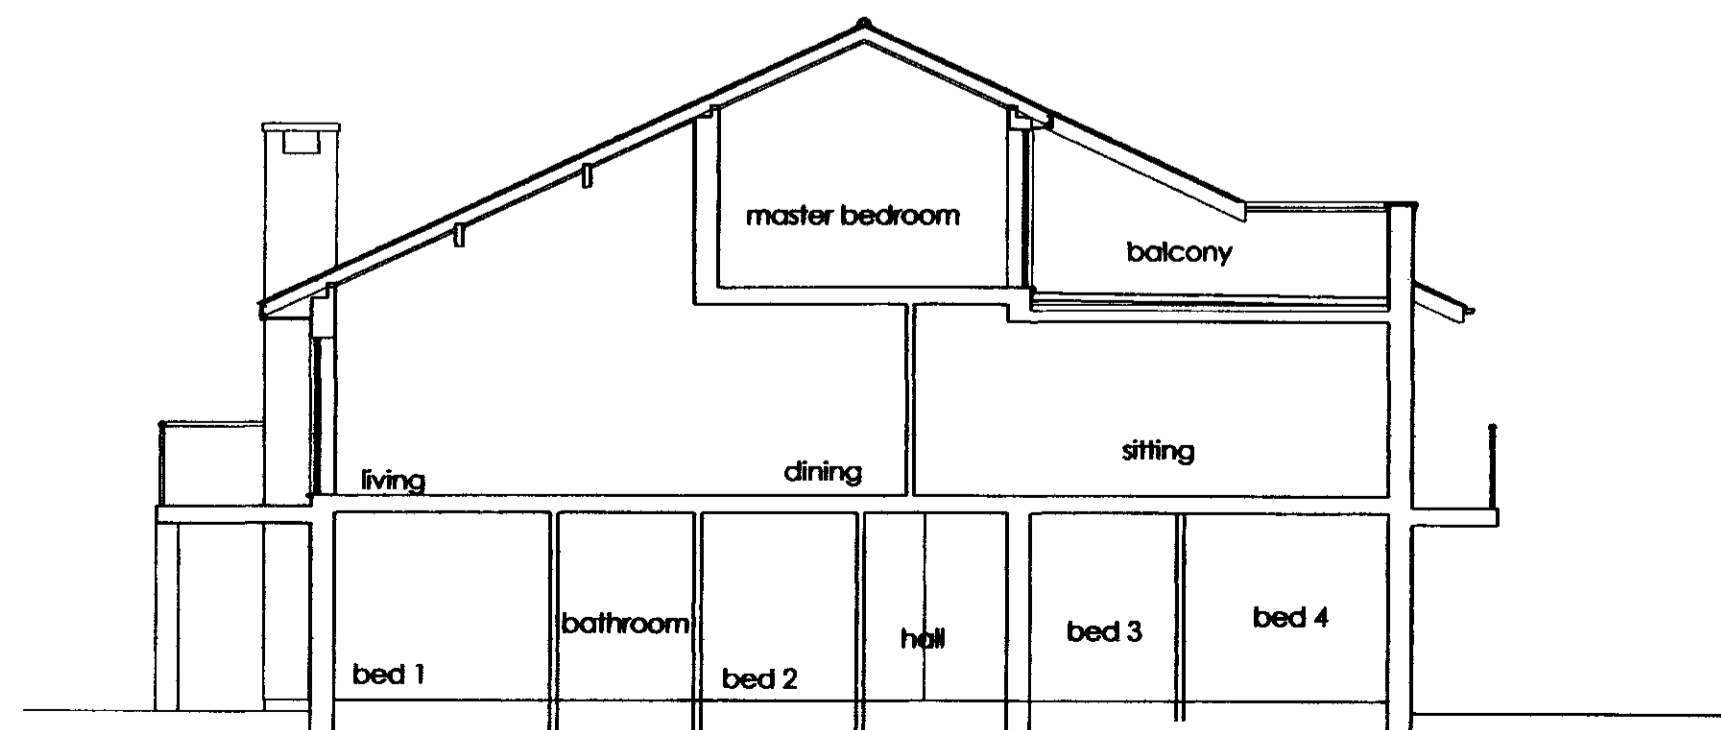 master bedroom
balcony
living
dining
sitting
bed 1
bathroom
bed 2
hall
bed 3
bed 4